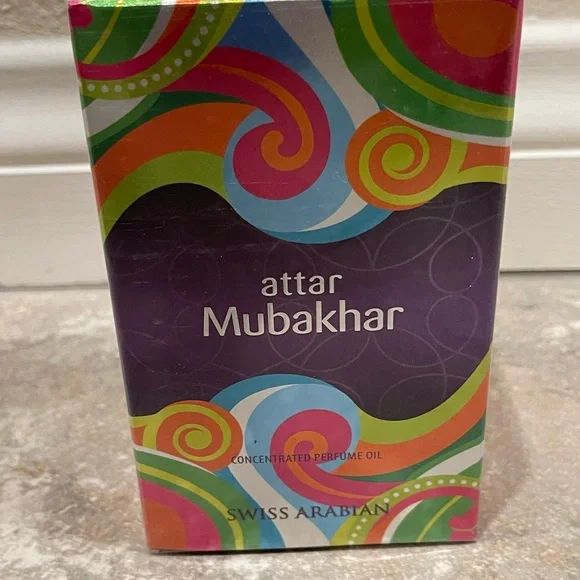 attar
Mubakhar
CONCENTRATED PERFUME OIL
SWISS ARABIAN